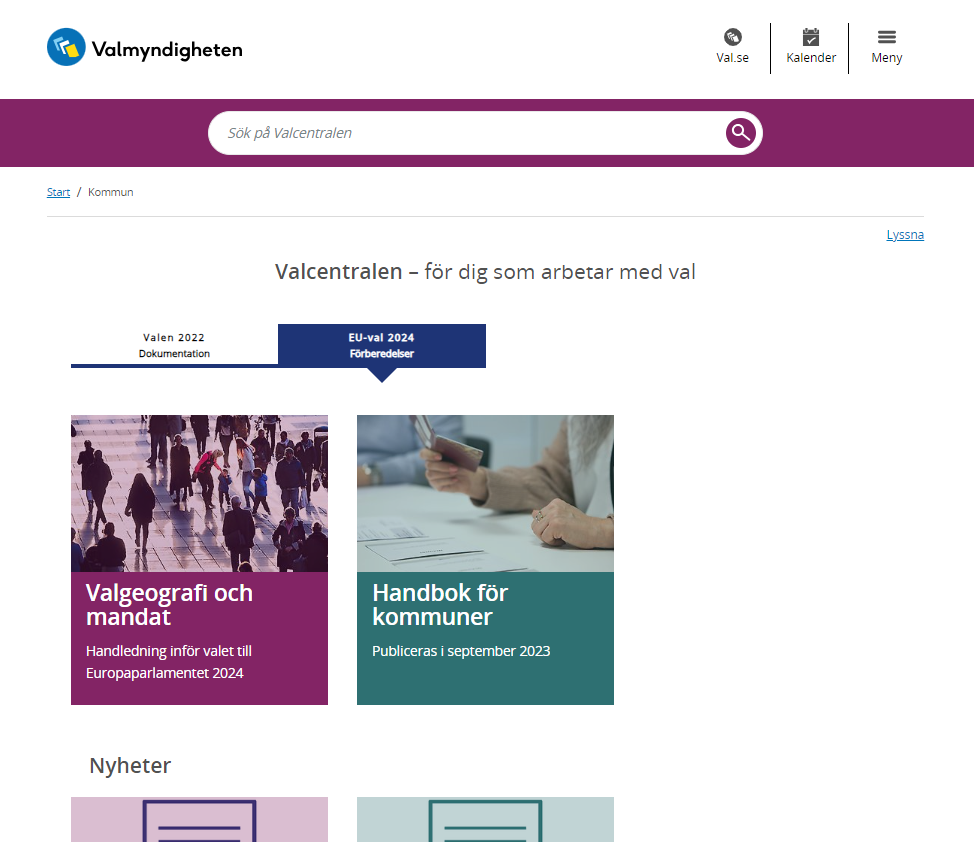 Valmyndigheten
Val.se
Kalender
Meny
Sök på Valcentralen
Start / Kommun
Lyssna
Valcentralen – för dig som arbetar med val
Valen 2022
Dokumentation
EU-val 2024
Förberedelser
Valgeografi och
mandat
Handledning inför valet till
Europaparlamentet 2024
Handbok för
kommuner
Publiceras i september 2023
Nyheter